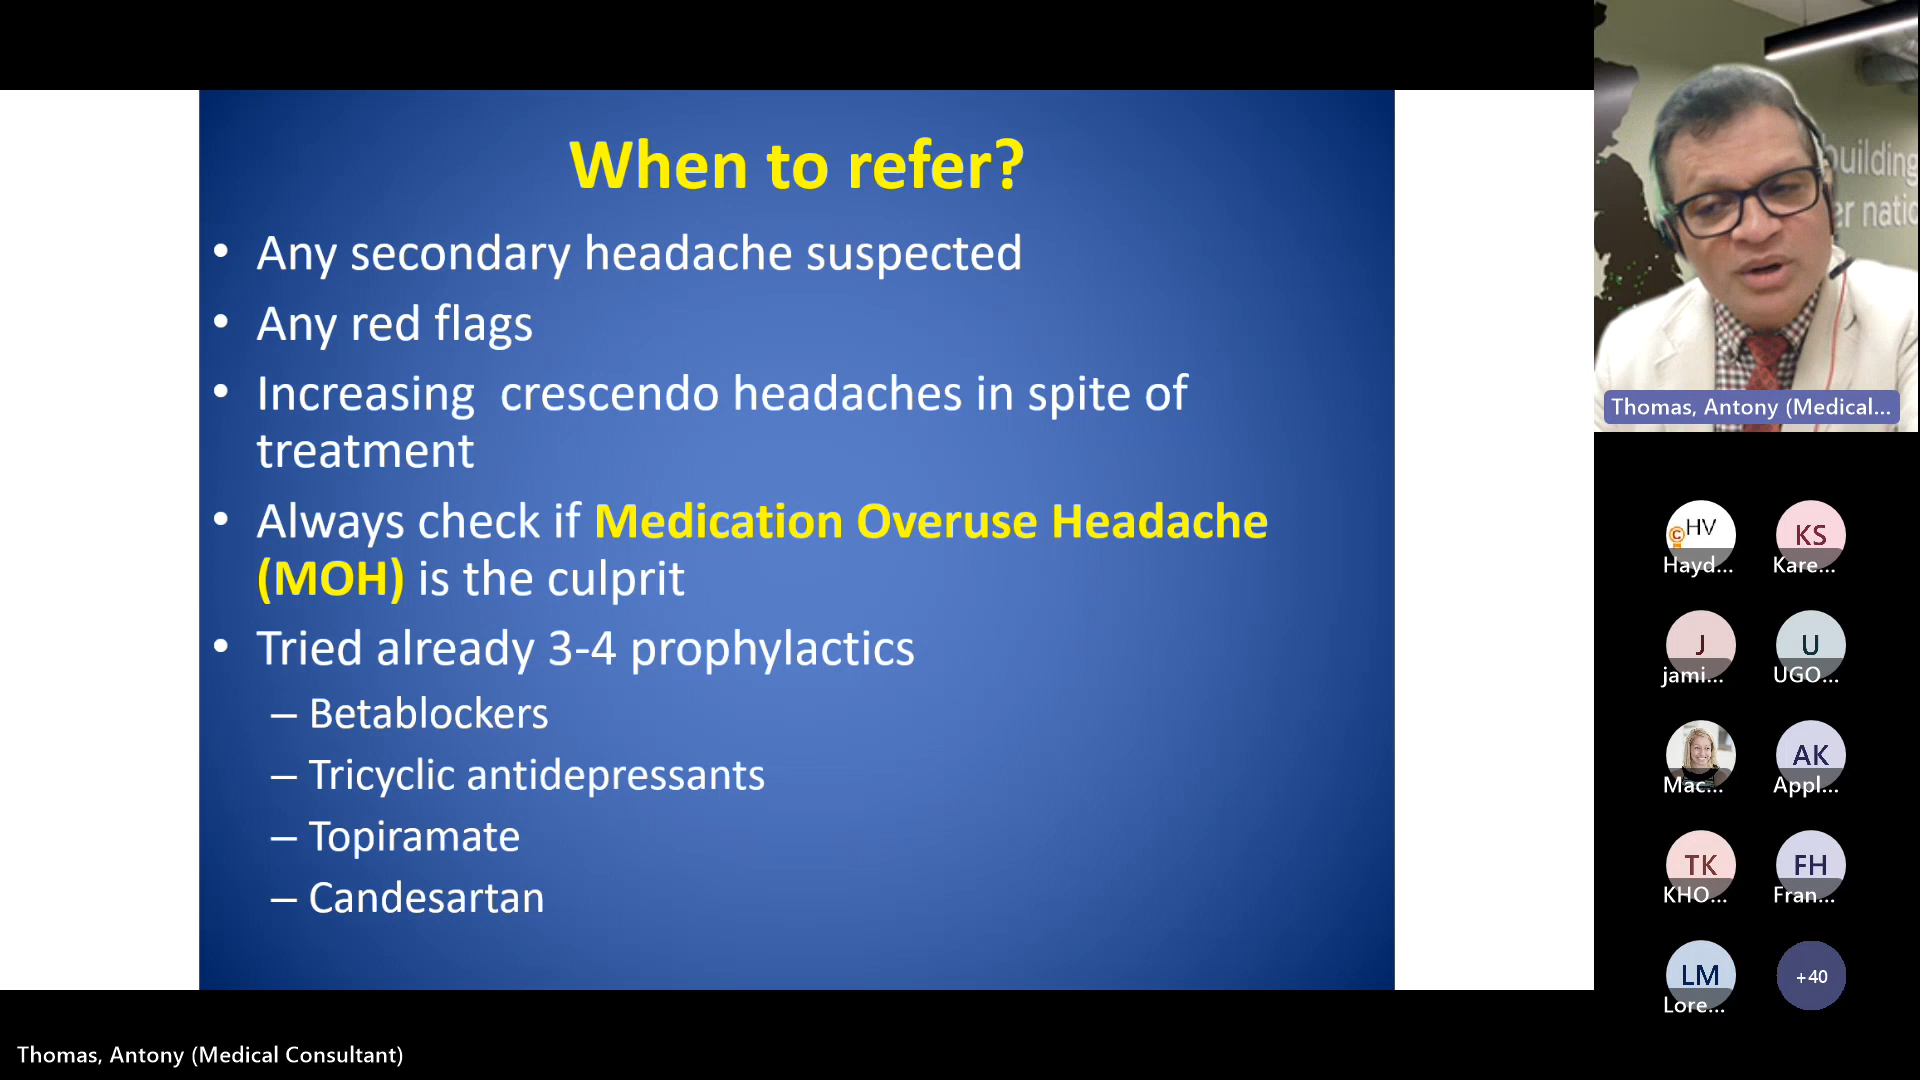 When to refer?
• Any secondary headache suspected
• Any red flags
• Increasing  crescendo headaches in spite of
treatment
• Always check if Medication Overuse Headache
(MOH) is the culprit
• Tried already 3-4 prophylactics
– Betablockers
– Tricyclic antidepressants
– Topiramate
– Candesartan
building
er natio
Thomas, Antony (Medical...
C HV
Hayd...
KS
Kare...
J
jami...
U
UGO...
Mac...
AK
Appl...
TK
KHO...
FH
Fran...
LM
Lore...
+40
Thomas, Antony (Medical Consultant)